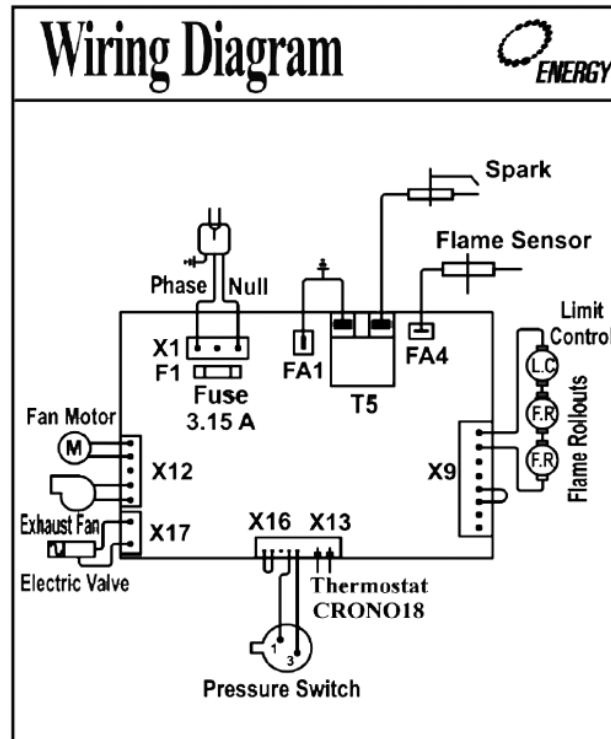 Wiring Diagram
ENERGY
Spark
Flame Sensor
Phase
Null
Limit
Control
X1
F1
Fuse
3.15 A
FA1
T5
FA4
L.C
F.R
F.R
Flame Rollouts
Fan Motor
M
X12
X9
Exhaust Fan
X17
X16
X13
Electric Valve
Thermostat
CRONO18
1
3
Pressure Switch